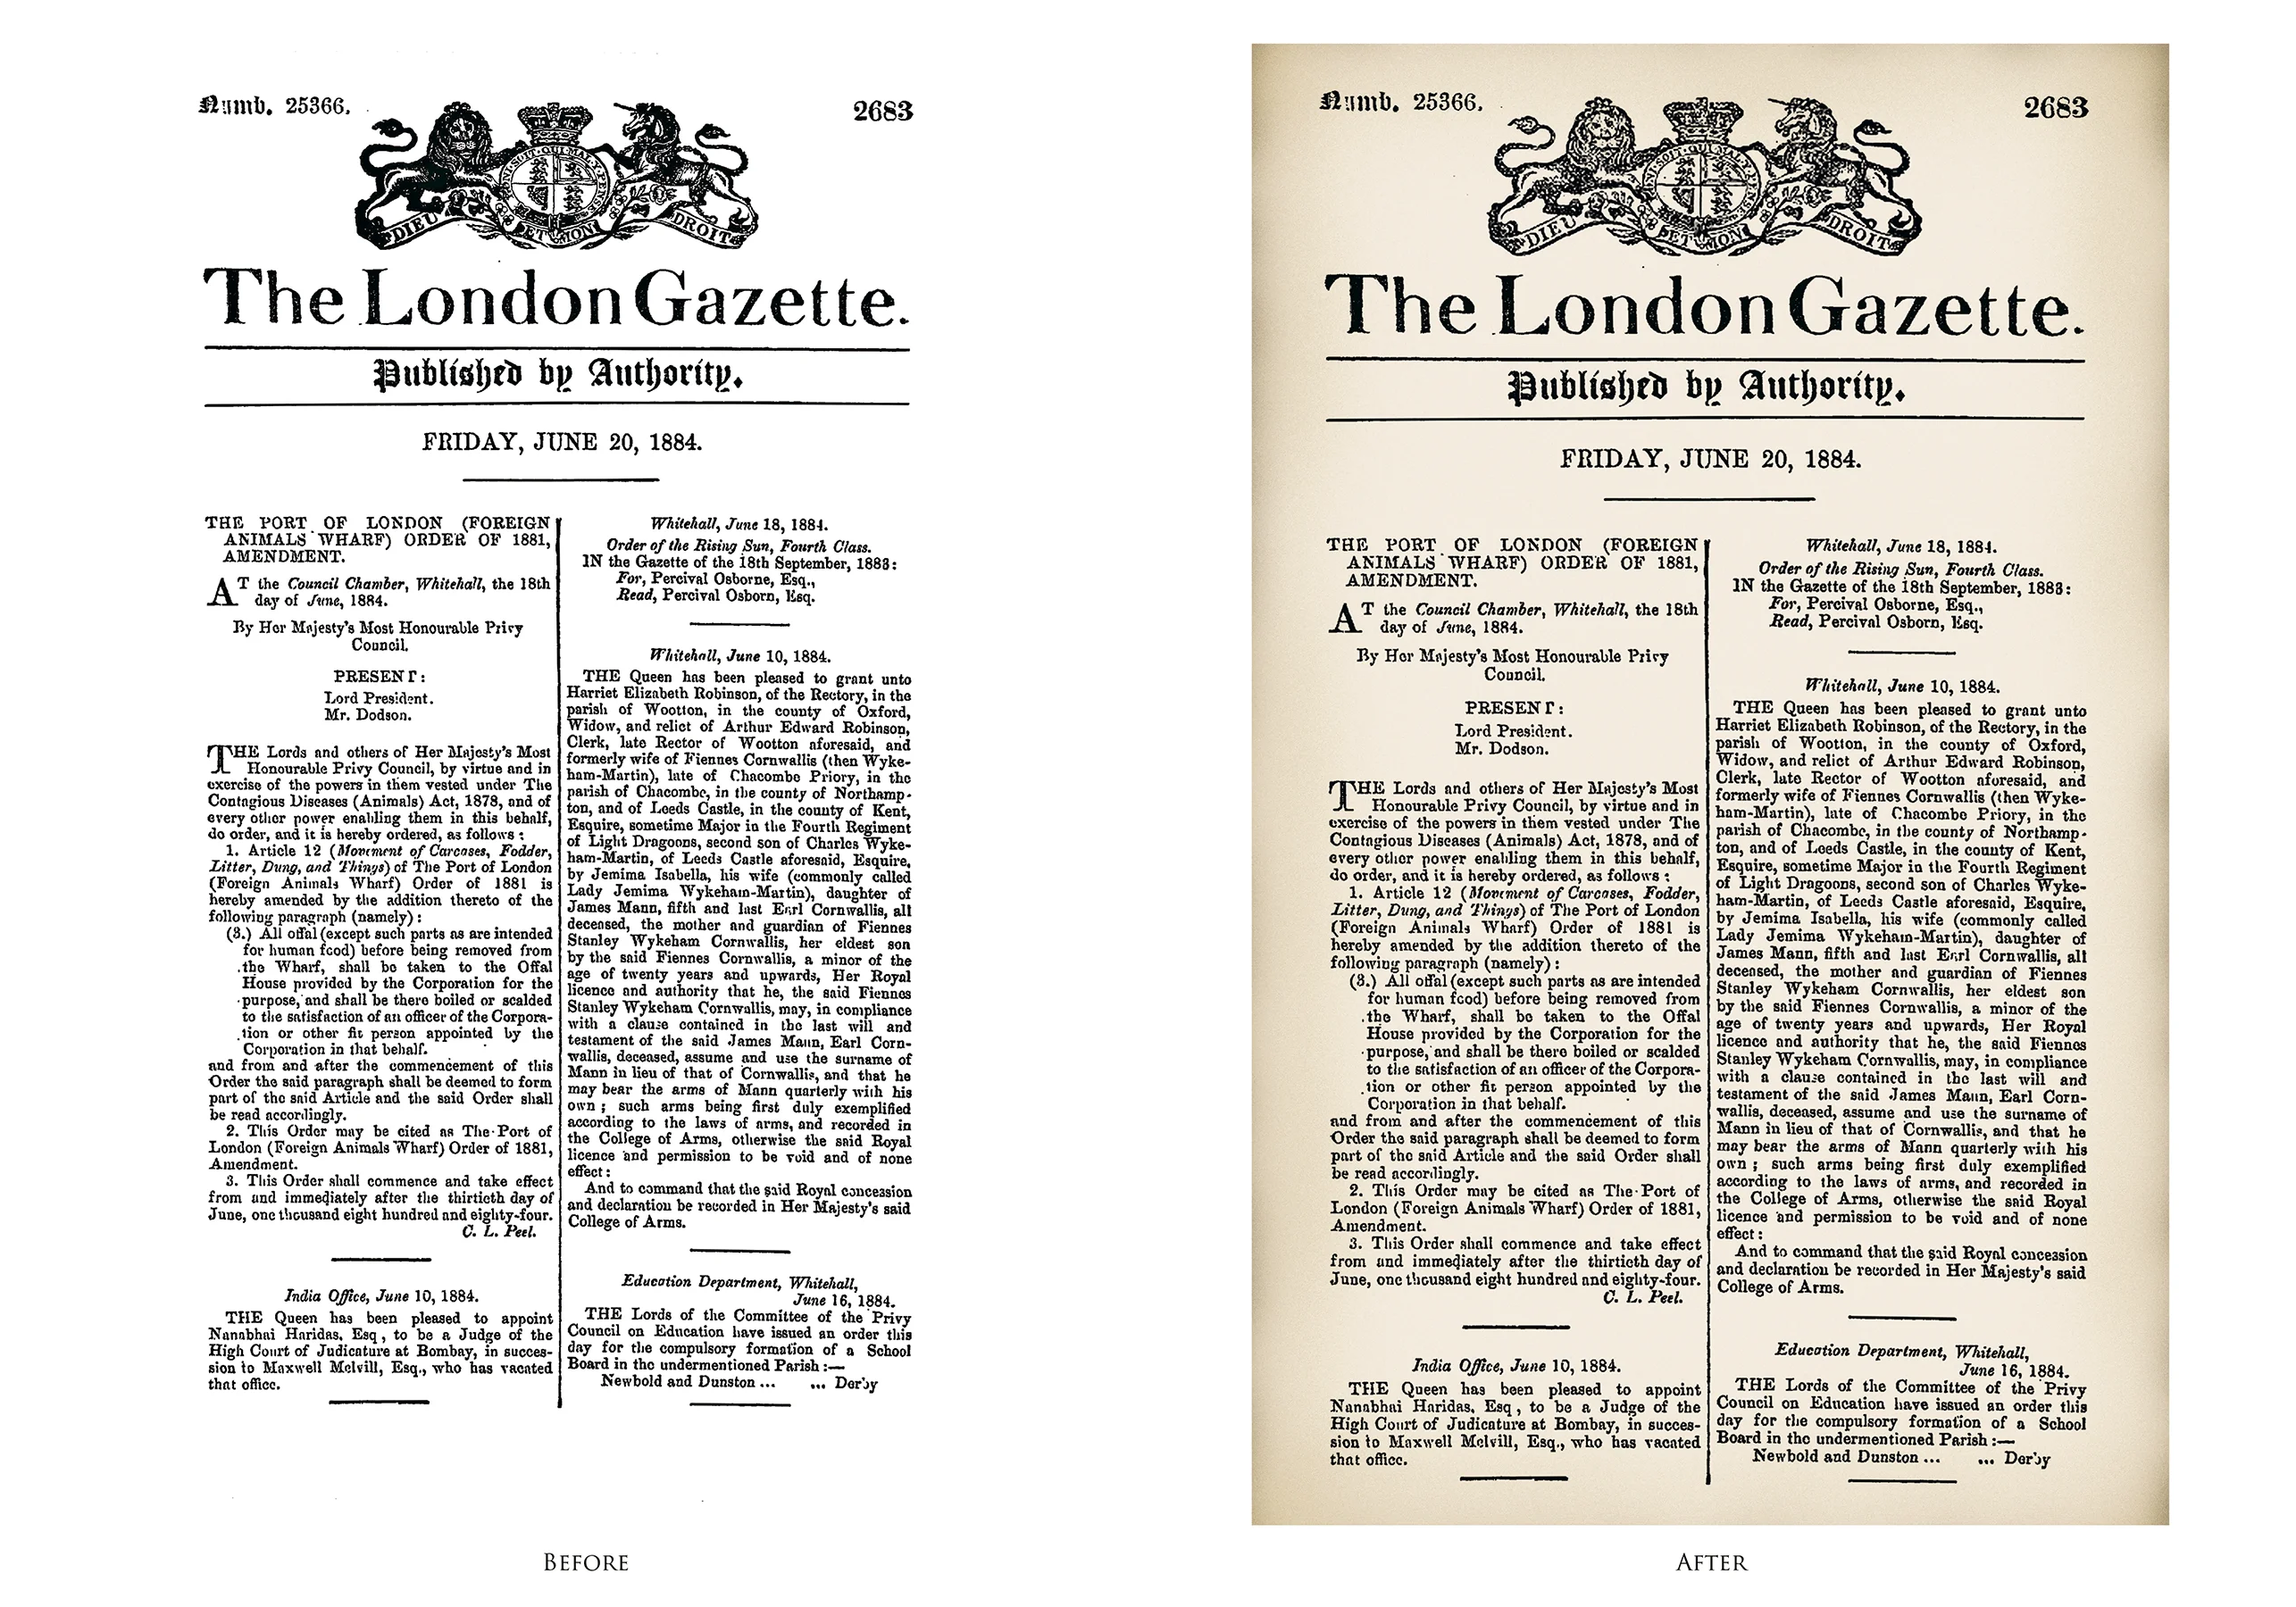 Numb. 25366.
2683
DIEU ET MON DROIT
The London Gazette.
Published by Authority.
FRIDAY, JUNE 20, 1884.
THE PORT OF LONDON (FOREIGN
ANIMALS WHARF) ORDER OF 1881,
AMENDMENT.
AT the Council Chamber, Whitehall, the 18th
day of June, 1884.
By Her Majesty's Most Honourable Privy
Council.
PRESENT:
Lord President.
Mr. Dodson.
THE Lords and others of Her Majesty's Most
Honourable Privy Council, by virtue and in
exercise of the powers in them vested under The
Contagious Diseases (Animals) Act, 1878, and of
every other power enabling them in this behalf,
do order, and it is hereby ordered, as follows:
1. Article 12 (Movement of Carcases, Fodder,
Litter, Dung, and Things) of The Port of London
(Foreign Animals Wharf) Order of 1881 is
hereby amended by the addition thereto of the
following paragraph (namely):
(3.) All offal (except such parts as are intended
for human food) before being removed from
the Wharf, shall be taken to the Offal
House provided by the Corporation for the
purpose, and shall be there boiled or scalded
to the satisfaction of an officer of the Corpora-
tion or other fit person appointed by the
Corporation in that behalf.
and from and after the commencement of this
Order the said paragraph shall be deemed to form
part of the said Article and the said Order shall
be read accordingly.
2. This Order may be cited as The Port of
London (Foreign Animals Wharf) Order of 1881,
Amendment.
3. This Order shall commence and take effect
from and immediately after the thirtieth day of
June, one thousand eight hundred and eighty-four.
C. L. Peel.
India Office, June 10, 1884.
THE Queen has been pleased to appoint
Nanabhai Haridas, Esq, to be a Judge of the
High Court of Judicature at Bombay, in succes-
sion to Maxwell Melvill, Esq., who has vacated
that office.
Whitehall, June 18, 1884.
Order of the Rising Sun, Fourth Class.
IN the Gazette of the 18th September, 1883:
For, Percival Osborne, Esq.,
Read, Percival Osborn, Esq.
Whitehall, June 10, 1884.
THE Queen has been pleased to grant unto
Harriet Elizabeth Robinson, of the Rectory, in the
parish of Wootton, in the county of Oxford,
Widow, and relict of Arthur Edward Robinson,
Clerk, late Rector of Wootton aforesaid, and
formerly wife of Fiennes Cornwallis (then Wyke-
ham-Martin), late of Chacombe Priory, in the
parish of Chacombe, in the county of Northamp-
ton, and of Leeds Castle, in the county of Kent,
Esquire, sometime Major in the Fourth Regiment
of Light Dragoons, second son of Charles Wyke-
ham-Martin, of Leeds Castle aforesaid, Esquire,
by Jemima Isabella, his wife (commonly called
Lady Jemima Wykeham-Martin), daughter of
James Mann, fifth and last Earl Cornwallis, all
deceased, the mother and guardian of Fiennes
Stanley Wykeham Cornwallis, her eldest son
by the said Fiennes Cornwallis, a minor of the
age of twenty years and upwards, Her Royal
licence and authority that he, the said Fiennes
Stanley Wykeham Cornwallis, may, in compliance
with a clause contained in the last will and
testament of the said James Mann, Earl Corn-
wallis, deceased, assume and use the surname of
Mann in lieu of that of Cornwallis, and that he
may bear the arms of Mann quarterly with his
own; such arms being first duly exemplified
according to the laws of arms, and recorded in
the College of Arms, otherwise the said Royal
licence and permission to be void and of none
effect:
And to command that the said Royal concession
and declaration be recorded in Her Majesty's said
College of Arms.
Education Department, Whitehall,
June 16, 1884.
THE Lords of the Committee of the Privy
Council on Education have issued an order this
day for the compulsory formation of a School
Board in the undermentioned Parish:—
Newbold and Dunston ... ... Derby
BEFORE
Numb. 25366.
2683
DIEU ET MON DROIT
The London Gazette.
Published by Authority.
FRIDAY, JUNE 20, 1884.
THE PORT OF LONDON (FOREIGN
ANIMALS WHARF) ORDER OF 1881,
AMENDMENT.
AT the Council Chamber, Whitehall, the 18th
day of June, 1884.
By Her Majesty's Most Honourable Privy
Council.
PRESENT:
Lord President.
Mr. Dodson.
THE Lords and others of Her Majesty's Most
Honourable Privy Council, by virtue and in
exercise of the powers in them vested under The
Contagious Diseases (Animals) Act, 1878, and of
every other power enabling them in this behalf,
do order, and it is hereby ordered, as follows:
1. Article 12 (Movement of Carcases, Fodder,
Litter, Dung, and Things) of The Port of London
(Foreign Animals Wharf) Order of 1881 is
hereby amended by the addition thereto of the
following paragraph (namely):
(3.) All offal (except such parts as are intended
for human food) before being removed from
the Wharf, shall be taken to the Offal
House provided by the Corporation for the
purpose, and shall be there boiled or scalded
to the satisfaction of an officer of the Corpora-
tion or other fit person appointed by the
Corporation in that behalf.
and from and after the commencement of this
Order the said paragraph shall be deemed to form
part of the said Article and the said Order shall
be read accordingly.
2. This Order may be cited as The Port of
London (Foreign Animals Wharf) Order of 1881,
Amendment.
3. This Order shall commence and take effect
from and immediately after the thirtieth day of
June, one thousand eight hundred and eighty-four.
C. L. Peel.
India Office, June 10, 1884.
THE Queen has been pleased to appoint
Nanabhai Haridas, Esq, to be a Judge of the
High Court of Judicature at Bombay, in succes-
sion to Maxwell Melvill, Esq., who has vacated
that office.
Whitehall, June 18, 1884.
Order of the Rising Sun, Fourth Class.
IN the Gazette of the 18th September, 1883:
For, Percival Osborne, Esq.,
Read, Percival Osborn, Esq.
Whitehall, June 10, 1884.
THE Queen has been pleased to grant unto
Harriet Elizabeth Robinson, of the Rectory, in the
parish of Wootton, in the county of Oxford,
Widow, and relict of Arthur Edward Robinson,
Clerk, late Rector of Wootton aforesaid, and
formerly wife of Fiennes Cornwallis (then Wyke-
ham-Martin), late of Chacombe Priory, in the
parish of Chacombe, in the county of Northamp-
ton, and of Leeds Castle, in the county of Kent,
Esquire, sometime Major in the Fourth Regiment
of Light Dragoons, second son of Charles Wyke-
ham-Martin, of Leeds Castle aforesaid, Esquire,
by Jemima Isabella, his wife (commonly called
Lady Jemima Wykeham-Martin), daughter of
James Mann, fifth and last Earl Cornwallis, all
deceased, the mother and guardian of Fiennes
Stanley Wykeham Cornwallis, her eldest son
by the said Fiennes Cornwallis, a minor of the
age of twenty years and upwards, Her Royal
licence and authority that he, the said Fiennes
Stanley Wykeham Cornwallis, may, in compliance
with a clause contained in the last will and
testament of the said James Mann, Earl Corn-
wallis, deceased, assume and use the surname of
Mann in lieu of that of Cornwallis, and that he
may bear the arms of Mann quarterly with his
own; such arms being first duly exemplified
according to the laws of arms, and recorded in
the College of Arms, otherwise the said Royal
licence and permission to be void and of none
effect:
And to command that the said Royal concession
and declaration be recorded in Her Majesty's said
College of Arms.
Education Department, Whitehall,
June 16, 1884.
THE Lords of the Committee of the Privy
Council on Education have issued an order this
day for the compulsory formation of a School
Board in the undermentioned Parish:—
Newbold and Dunston ... ... Derby
AFTER